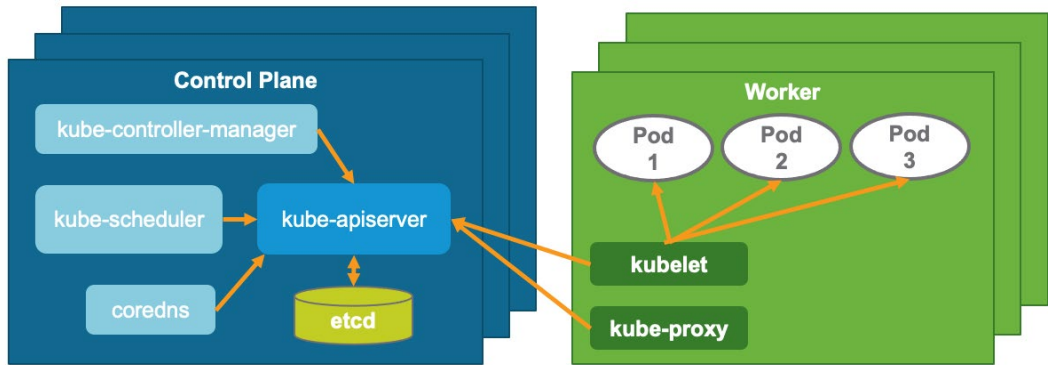 Control Plane
kube-controller-manager
kube-scheduler
kube-apiserver
coredns
etcd
Worker
Pod
1
Pod
2
Pod
3
kubelet
kube-proxy